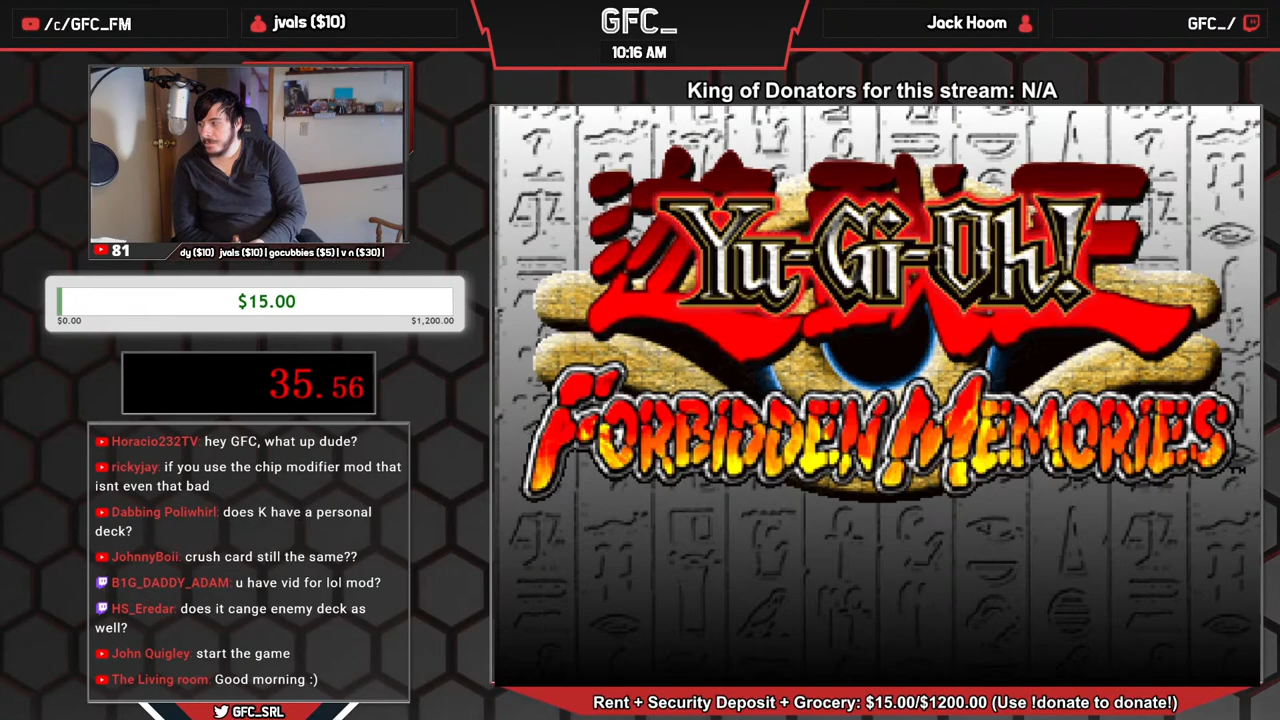 /c/GFC_FM
jvals ($10)
GFC_
10:16 AM
Jack Hoom
GFC_/
King of Donators for this stream: N/A
81
dy ($10) jvals ($10) | gocubbies ($5) | v n ($30) |
$15.00
$0.00
$1,200.00
35.56
Horacio232TV: hey GFC, what up dude?
rickyjay: if you use the chip modifier mod that
isnt even that bad
Dabbing Poliwhirl: does K have a personal
deck?
JohnnyBoii: crush card still the same??
B1G_DADDY_ADAM: u have vid for lol mod?
HS_Eredar: does it cange enemy deck as
well?
John Quigley: start the game
The Living room: Good morning :)
GFC_SRL
遊戯王
Yu-Gi-Oh!
FORBIDDEN MEMORIES
TM
Rent + Security Deposit + Grocery: $15.00/$1200.00 (Use !donate to donate!)